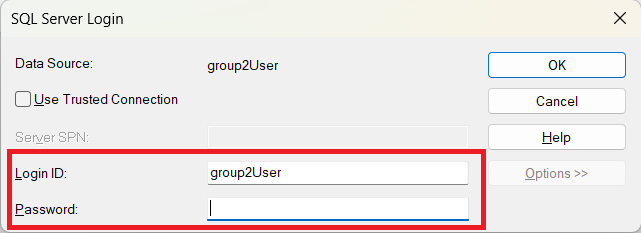 SQL Server Login
Data Source: group2User OK
Use Trusted Connection Cancel
Server SPN: Help
Login ID: group2User Options >>
Password: